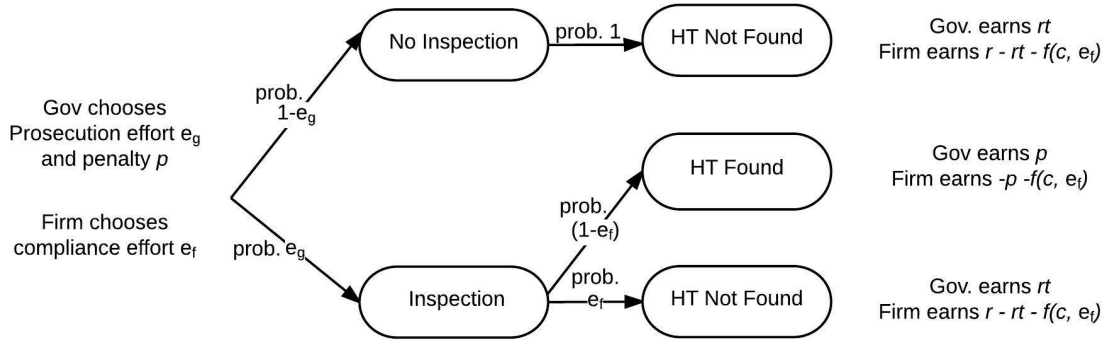 Gov chooses
Prosecution effort e_g
and penalty p
Firm chooses
compliance effort e_f
prob.
1-e_g
prob. e_g
No Inspection
Inspection
prob. 1
prob.
(1-e_f)
prob.
e_f
HT Not Found
HT Found
HT Not Found
Gov. earns rt
Firm earns r - rt - f(c, e_f)
Gov earns p
Firm earns -p -f(c, e_f)
Gov. earns rt
Firm earns r - rt - f(c, e_f)